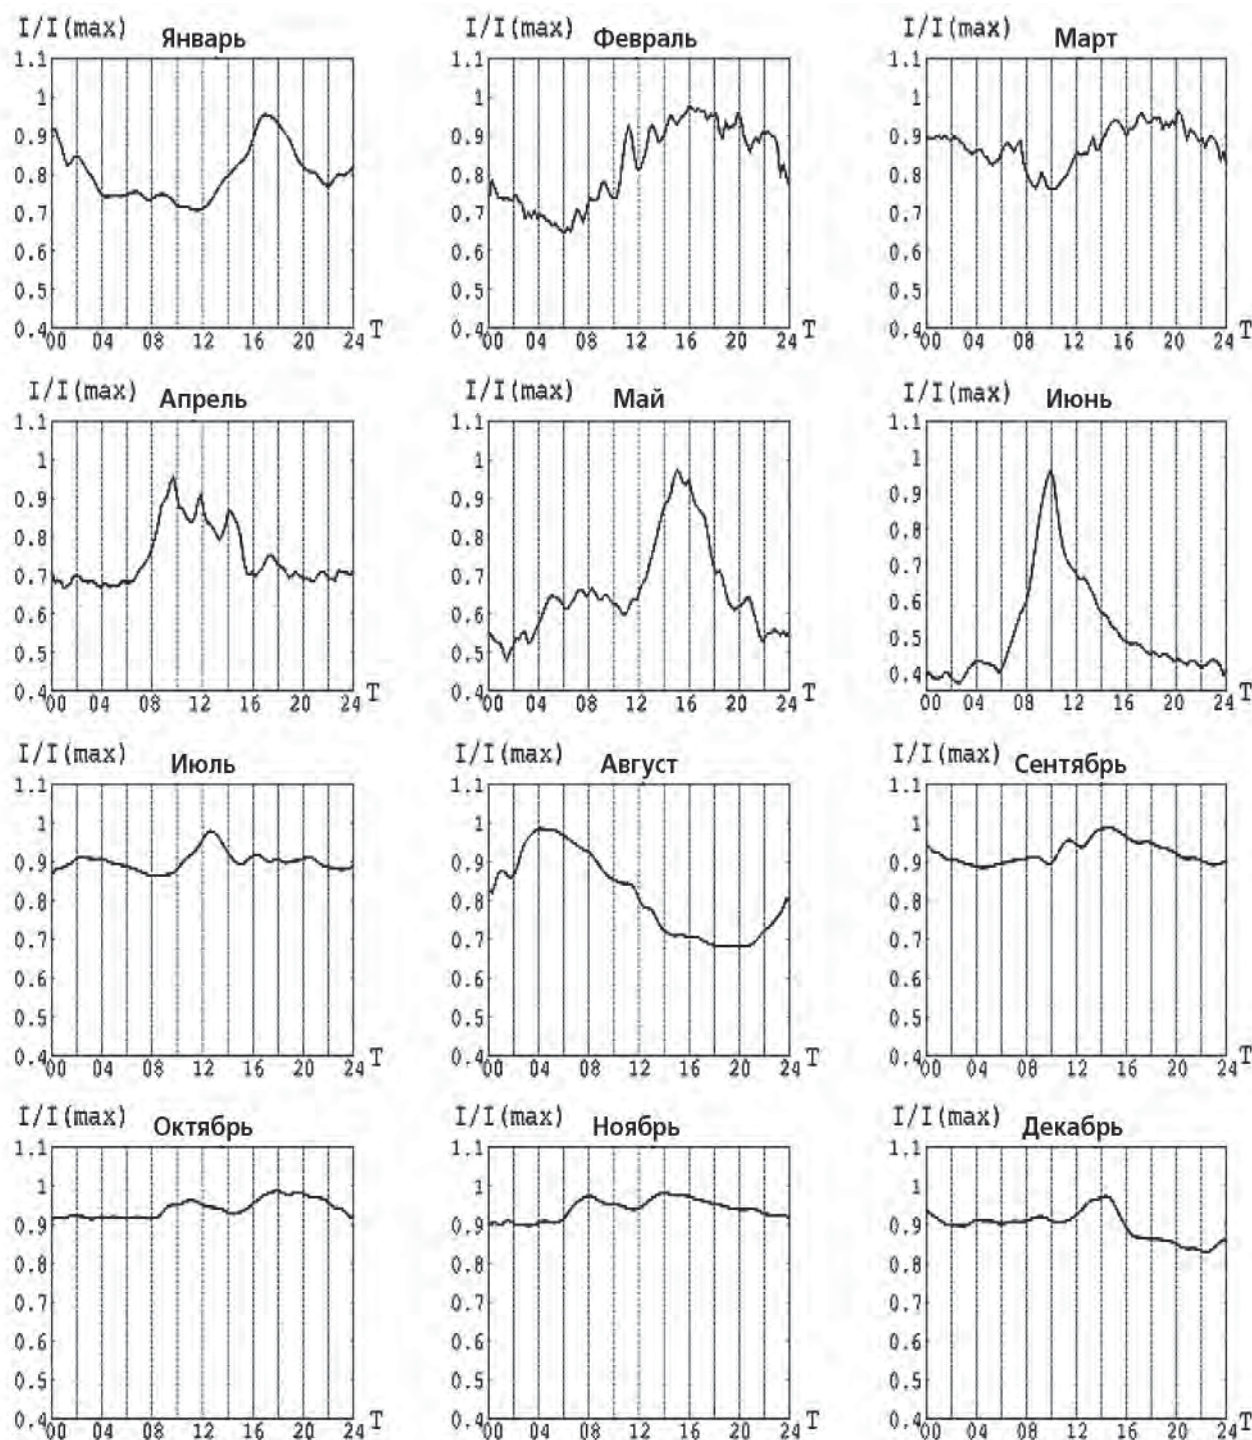 I/I(max) Январь I/I(max) Февраль I/I(max) Март
1.1 1.1 1.1
1 1 1
0.9 0.9 0.9
0.8 0.8 0.8
0.7 0.7 0.7
0.6 0.6 0.6
0.5 0.5 0.5
0.4 0.4 0.4
00 04 08 12 16 20 24 T 00 04 08 12 16 20 24 T 00 04 08 12 16 20 24 T
I/I(max) Апрель I/I(max) Май I/I(max) Июнь
1.1 1.1 1.1
1 1 1
0.9 0.9 0.9
0.8 0.8 0.8
0.7 0.7 0.7
0.6 0.6 0.6
0.5 0.5 0.5
0.4 0.4 0.4
00 04 08 12 16 20 24 T 00 04 08 12 16 20 24 T 00 04 08 12 16 20 24 T
I/I(max) Июль I/I(max) Август I/I(max) Сентябрь
1.1 1.1 1.1
1 1 1
0.9 0.9 0.9
0.8 0.8 0.8
0.7 0.7 0.7
0.6 0.6 0.6
0.5 0.5 0.5
0.4 0.4 0.4
00 04 08 12 16 20 24 T 00 04 08 12 16 20 24 T 00 04 08 12 16 20 24 T
I/I(max) Октябрь I/I(max) Ноябрь I/I(max) Декабрь
1.1 1.1 1.1
1 1 1
0.9 0.9 0.9
0.8 0.8 0.8
0.7 0.7 0.7
0.6 0.6 0.6
0.5 0.5 0.5
0.4 0.4 0.4
00 04 08 12 16 20 24 T 00 04 08 12 16 20 24 T 00 04 08 12 16 20 24 T